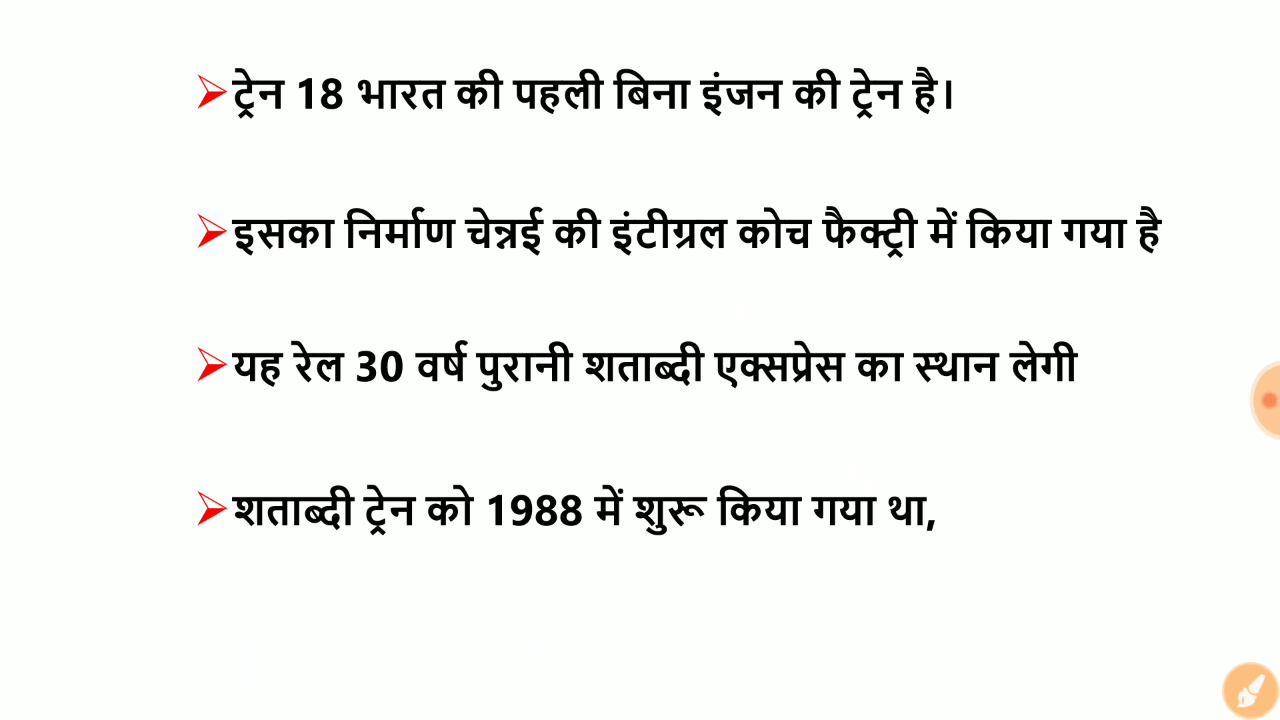 ट्रेन 18 भारत की पहली बिना इंजन की ट्रेन है।
इसका निर्माण चेन्नई की इंटीग्रल कोच फैक्ट्री में किया गया है
यह रेल 30 वर्ष पुरानी शताब्दी एक्सप्रेस का स्थान लेगी
शताब्दी ट्रेन को 1988 में शुरू किया गया था,